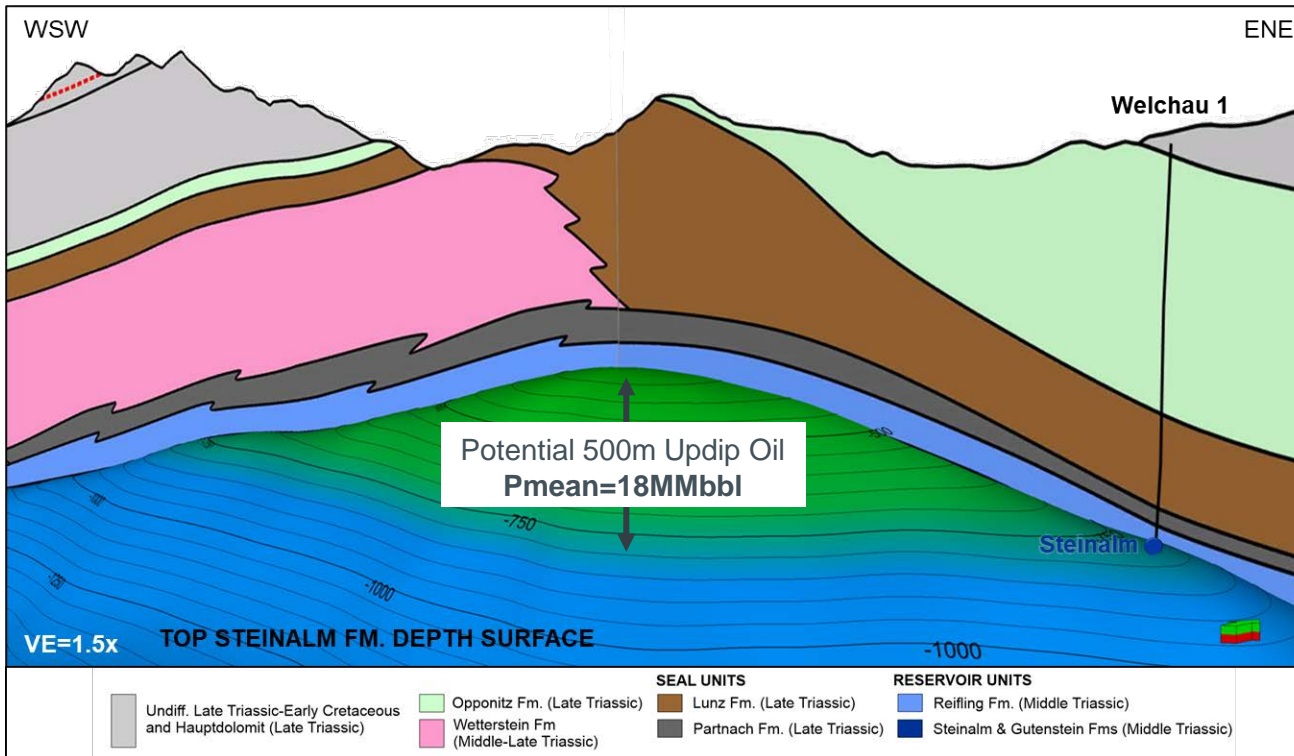 WSW
ENE
Welchau 1
Potential 500m Updip Oil
Pmean=18MMbbl
-500
-750
Steinalm
-1000
-1000
-1250
VE=1.5x
TOP STEINALM FM. DEPTH SURFACE
-1000
Undiff. Late Triassic-Early Cretaceous
and Hauptdolomit (Late Triassic)
Opponitz Fm. (Late Triassic)
Wetterstein Fm
(Middle-Late Triassic)
SEAL UNITS
Lunz Fm. (Late Triassic)
Partnach Fm. (Late Triassic)
RESERVOIR UNITS
Reifling Fm. (Middle Triassic)
Steinalm & Gutenstein Fms (Middle Triassic)